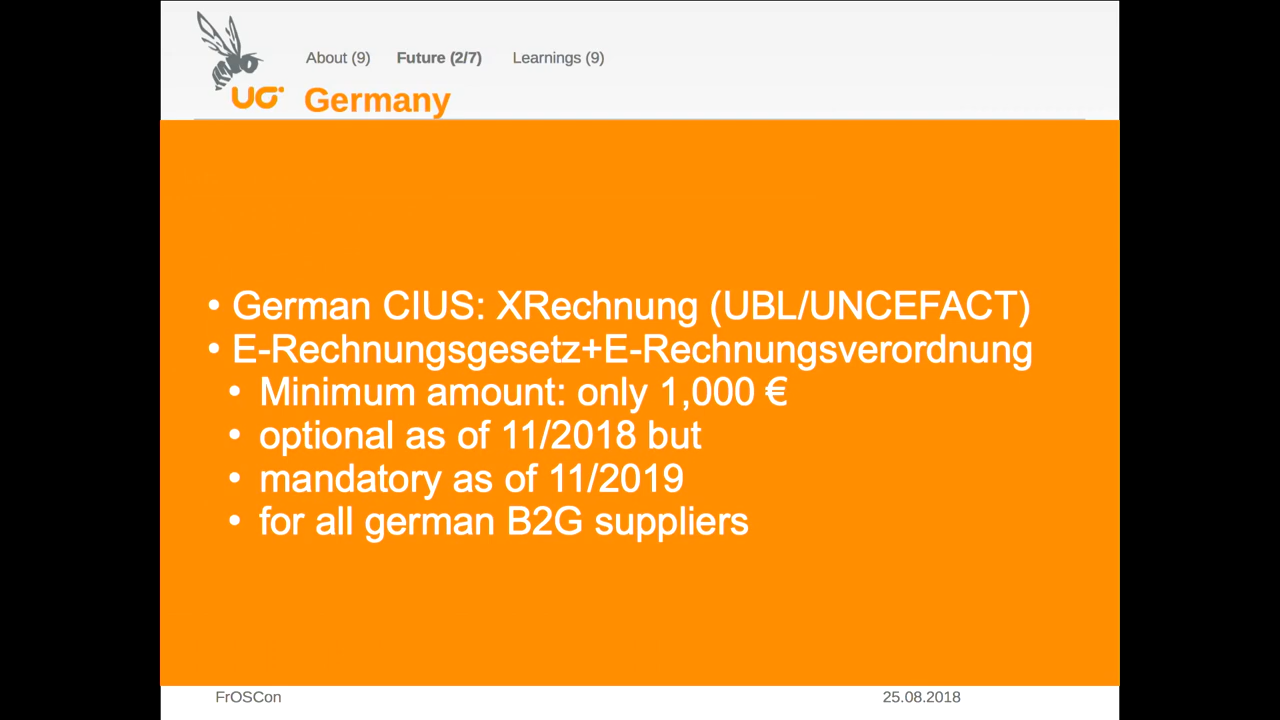 About (9) Future (2/7) Learnings (9)
UG
Germany
• German CIUS: XRechnung (UBL/UNCEFACT)
• E-Rechnungsgesetz+E-Rechnungsverordnung
• Minimum amount: only 1,000 €
• optional as of 11/2018 but
• mandatory as of 11/2019
• for all german B2G suppliers
FrOSCon 25.08.2018